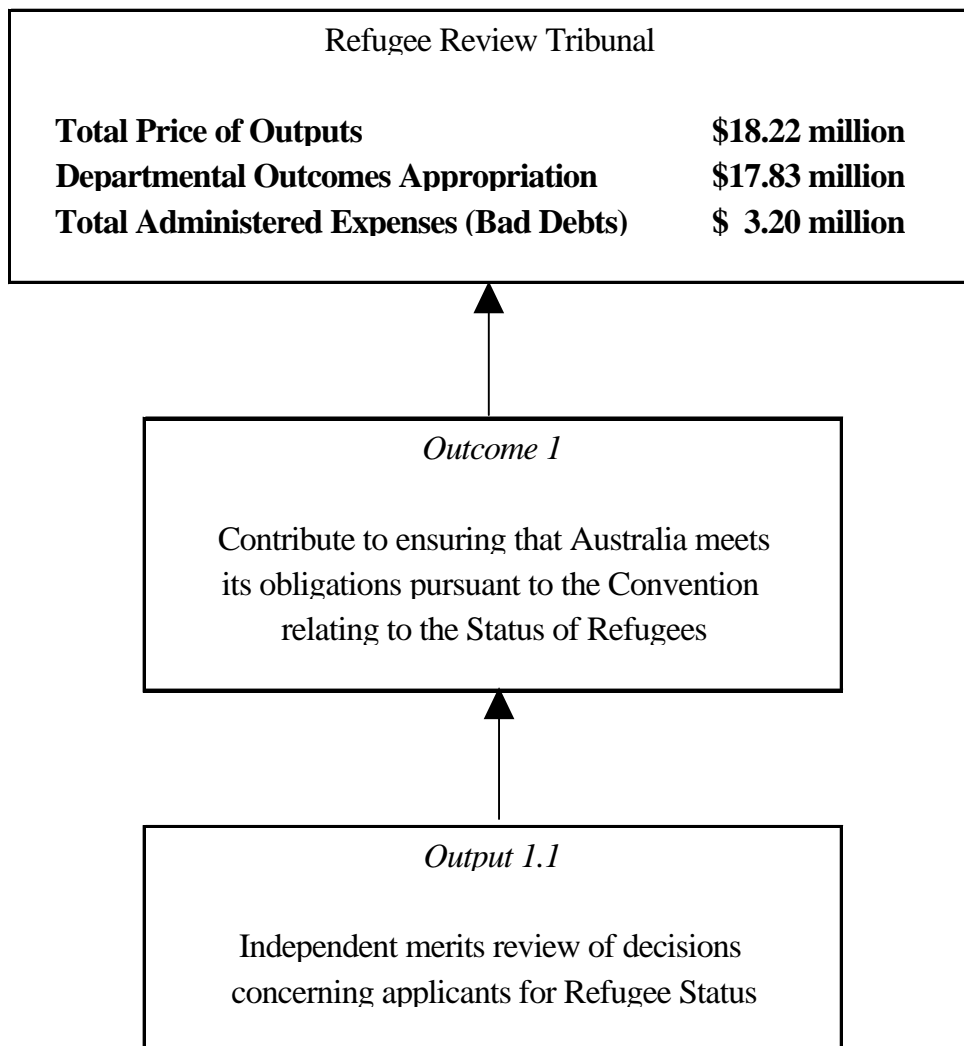 Refugee Review Tribunal
Total Price of Outputs $18.22 million
Departmental Outcomes Appropriation $17.83 million
Total Administered Expenses (Bad Debts) $ 3.20 million
Outcome 1
Contribute to ensuring that Australia meets
its obligations pursuant to the Convention
relating to the Status of Refugees
Output 1.1
Independent merits review of decisions
concerning applicants for Refugee Status